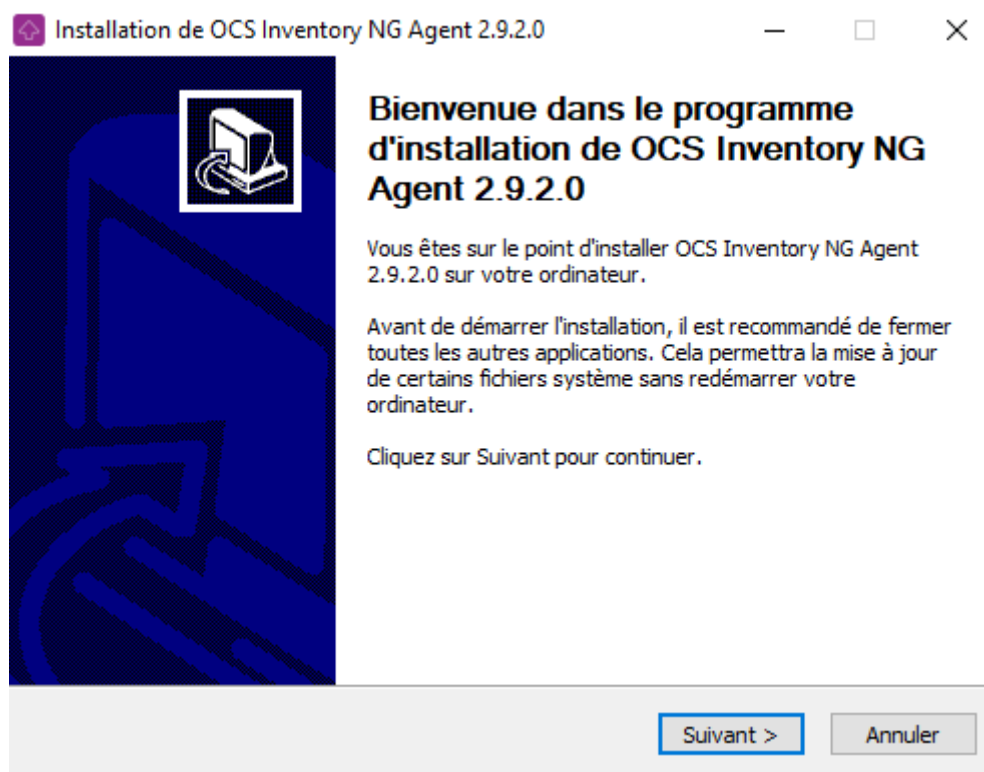 Installation de OCS Inventory NG Agent 2.9.2.0
Bienvenue dans le programme
d'installation de OCS Inventory NG
Agent 2.9.2.0
Vous êtes sur le point d'installer OCS Inventory NG Agent
2.9.2.0 sur votre ordinateur.
Avant de démarrer l'installation, il est recommandé de fermer
toutes les autres applications. Cela permettra la mise à jour
de certains fichiers système sans redémarrer votre
ordinateur.
Cliquez sur Suivant pour continuer.
Suivant > Annuler